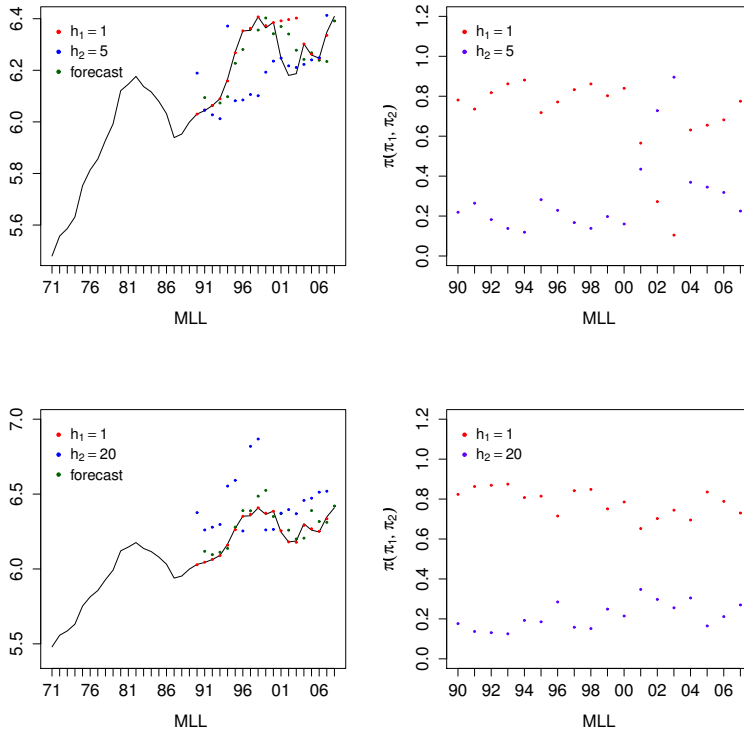 6.4
6.2
6.0
5.8
5.6
h₁ = 1
h₂ = 5
forecast
71 76 81 86 91 96 01 06
MLL
1.2
1.0
0.8
0.6
0.4
0.2
0.0
π(π₁, π₂)
h₁ = 1
h₂ = 5
90 92 94 96 98 00 02 04 06
MLL
7.0
6.5
6.0
5.5
h₁ = 1
h₂ = 20
forecast
71 76 81 86 91 96 01 06
MLL
1.2
1.0
0.8
0.6
0.4
0.2
0.0
π(π₁, π₂)
h₁ = 1
h₂ = 20
90 92 94 96 98 00 02 04 06
MLL